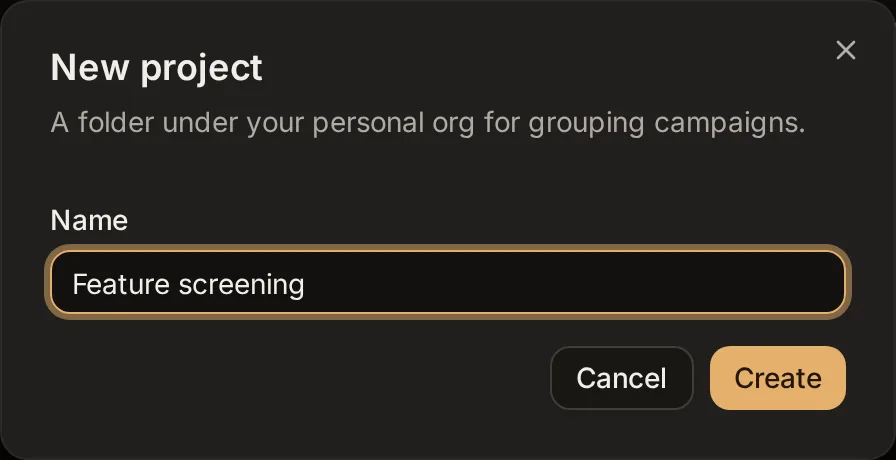 New project
A folder under your personal org for grouping campaigns.
Name
Feature screening
Cancel
Create